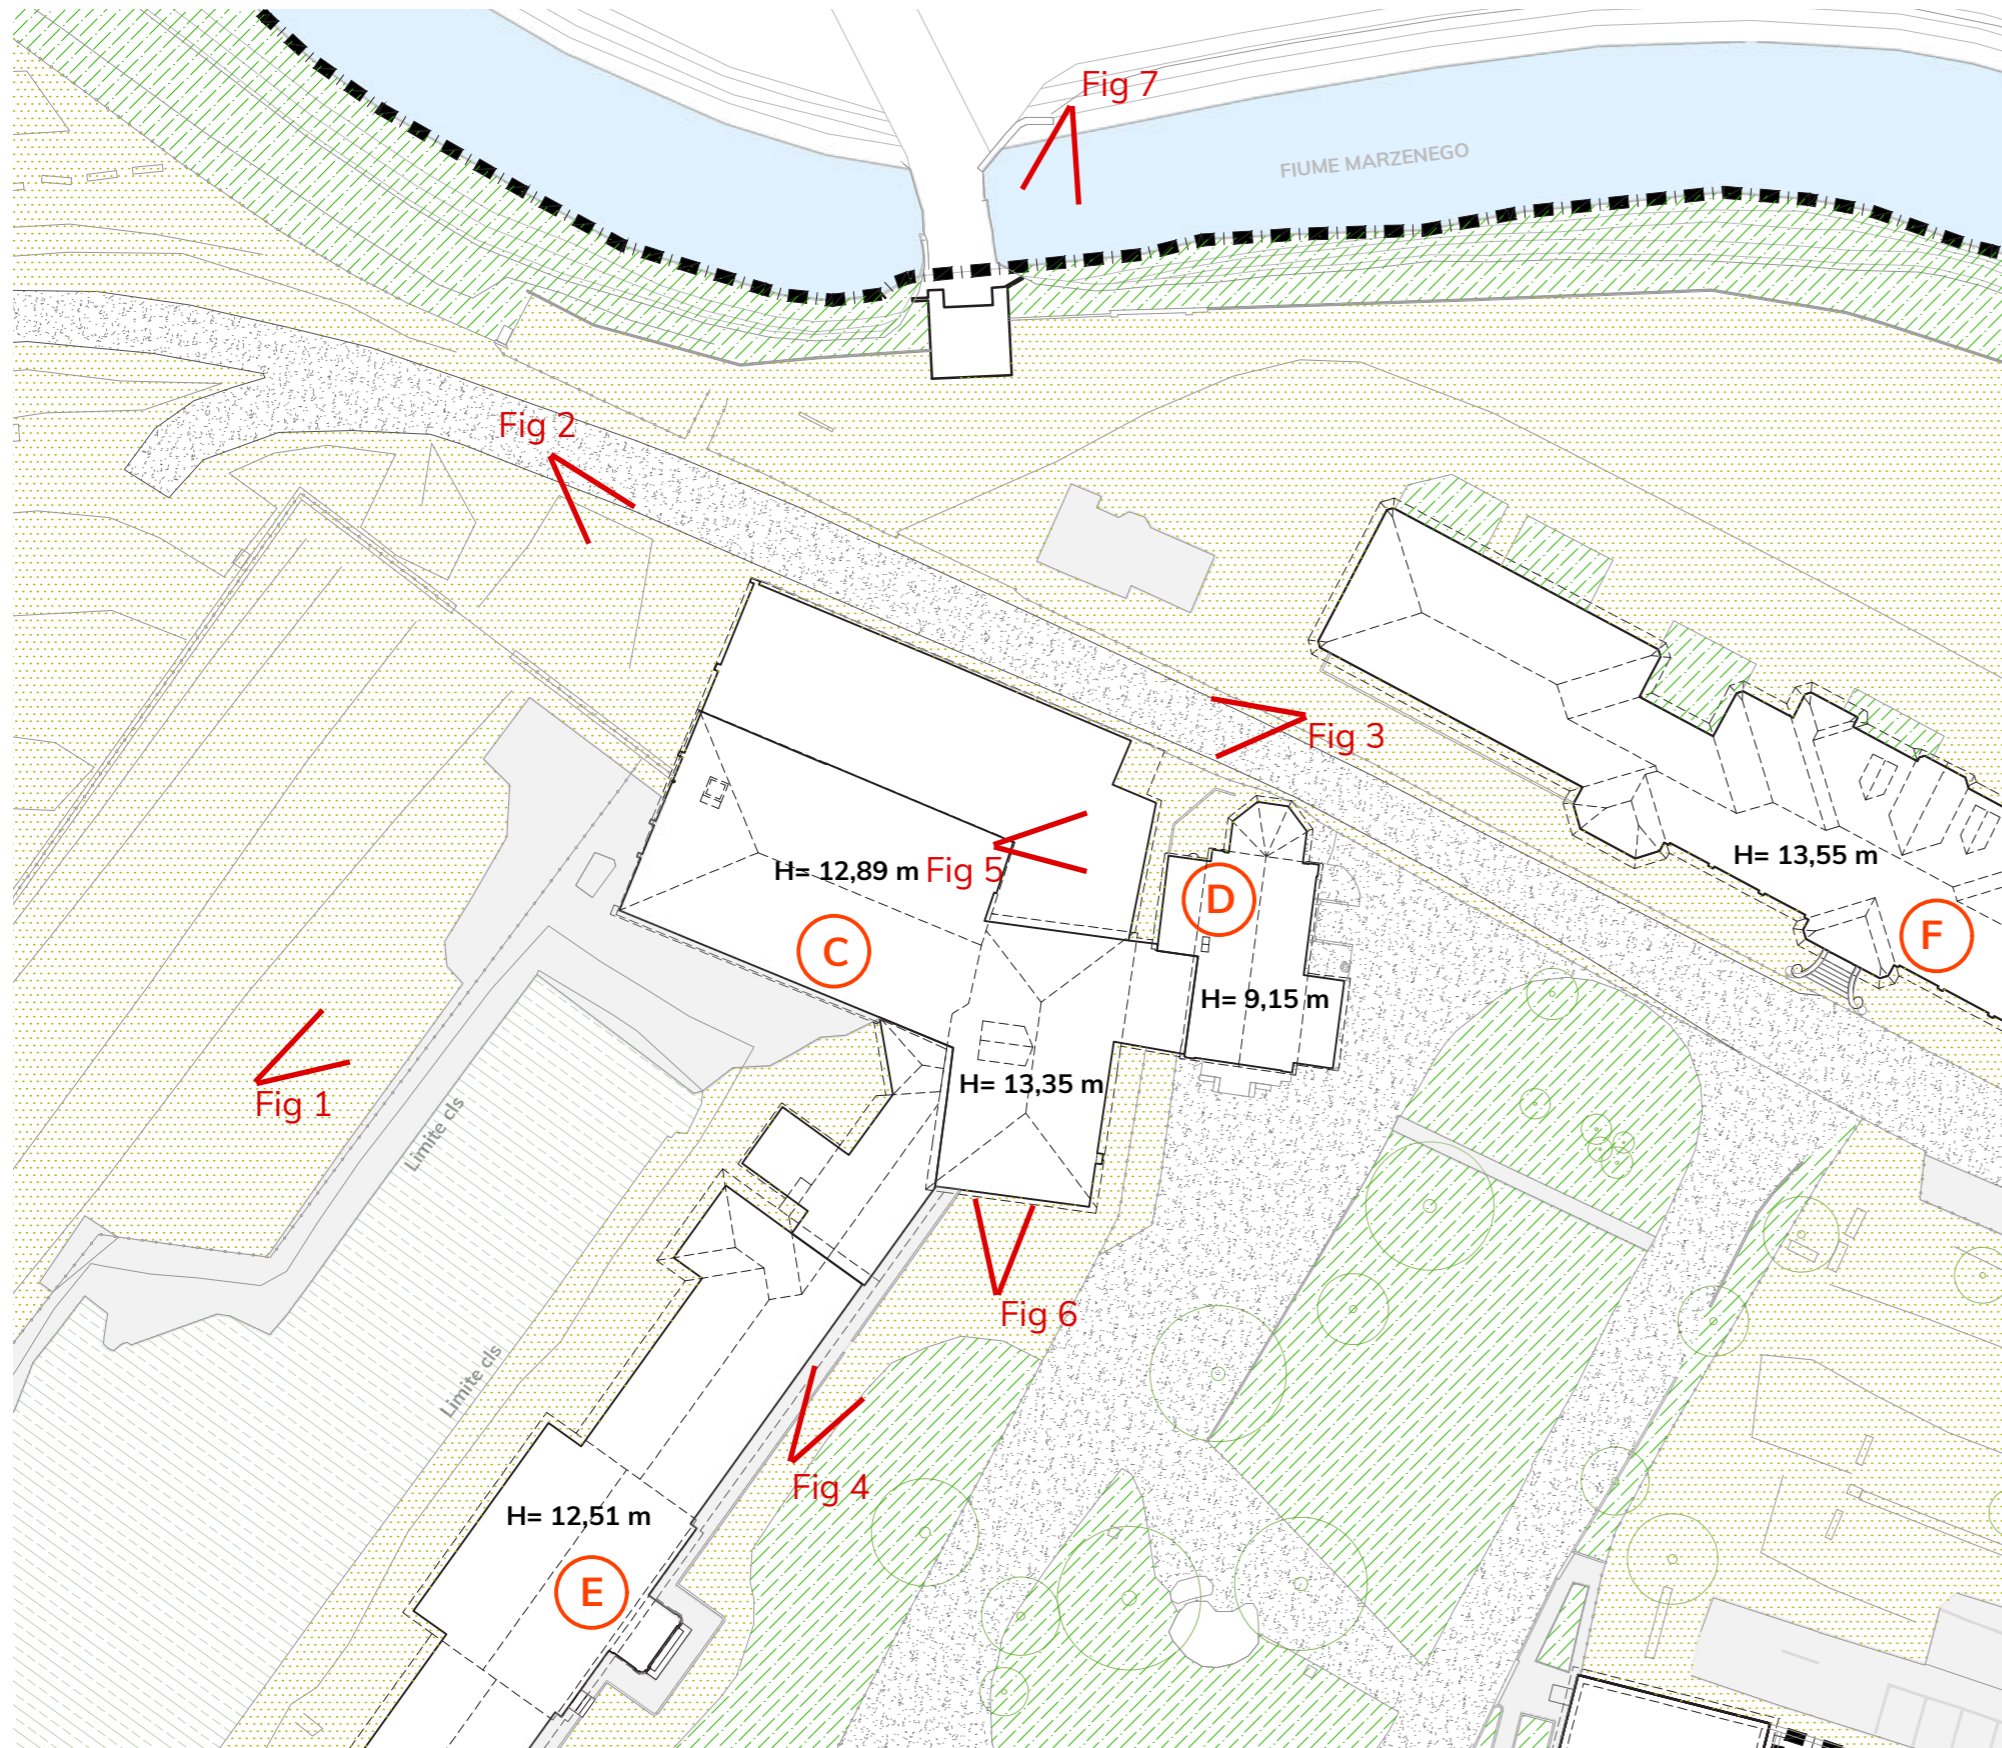 Fig 7
FIUME MARZENEGO
Fig 2
Fig 3
H= 12,89 m
Fig 5
H= 13,55 m
D
F
C
H= 9,15 m
H= 13,35 m
Fig 1
Limite cls
Fig 6
Limite cls
Fig 4
H= 12,51 m
E